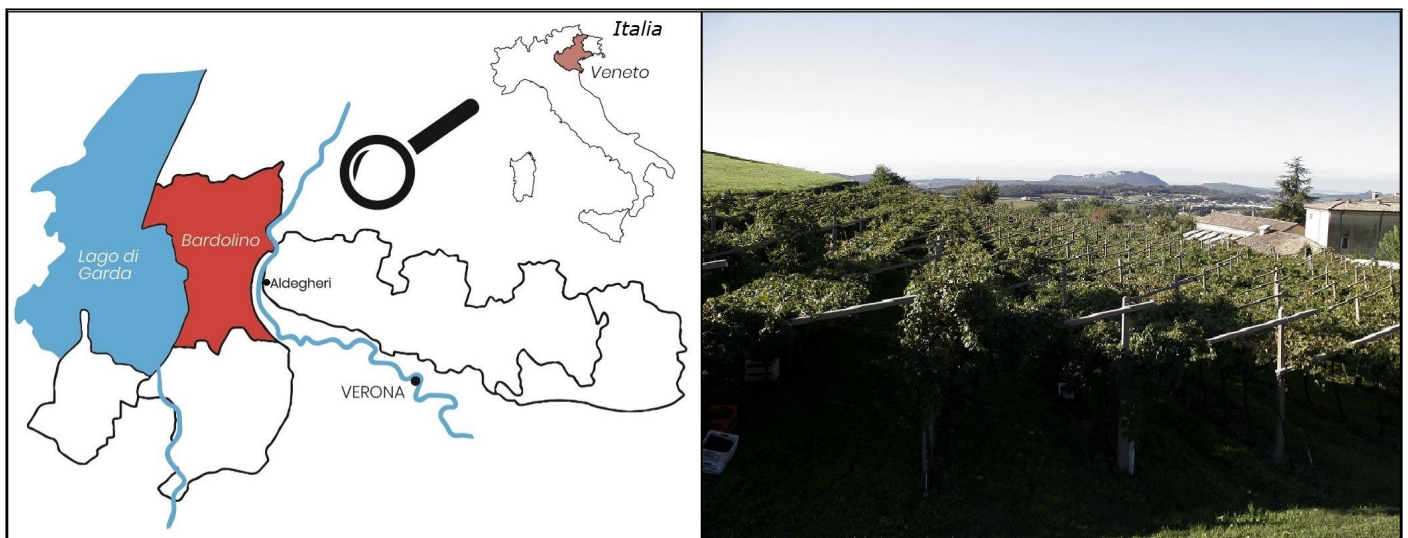 Italia
Veneto
Bardolino
Lago di
Garda
Aldegheri
VERONA